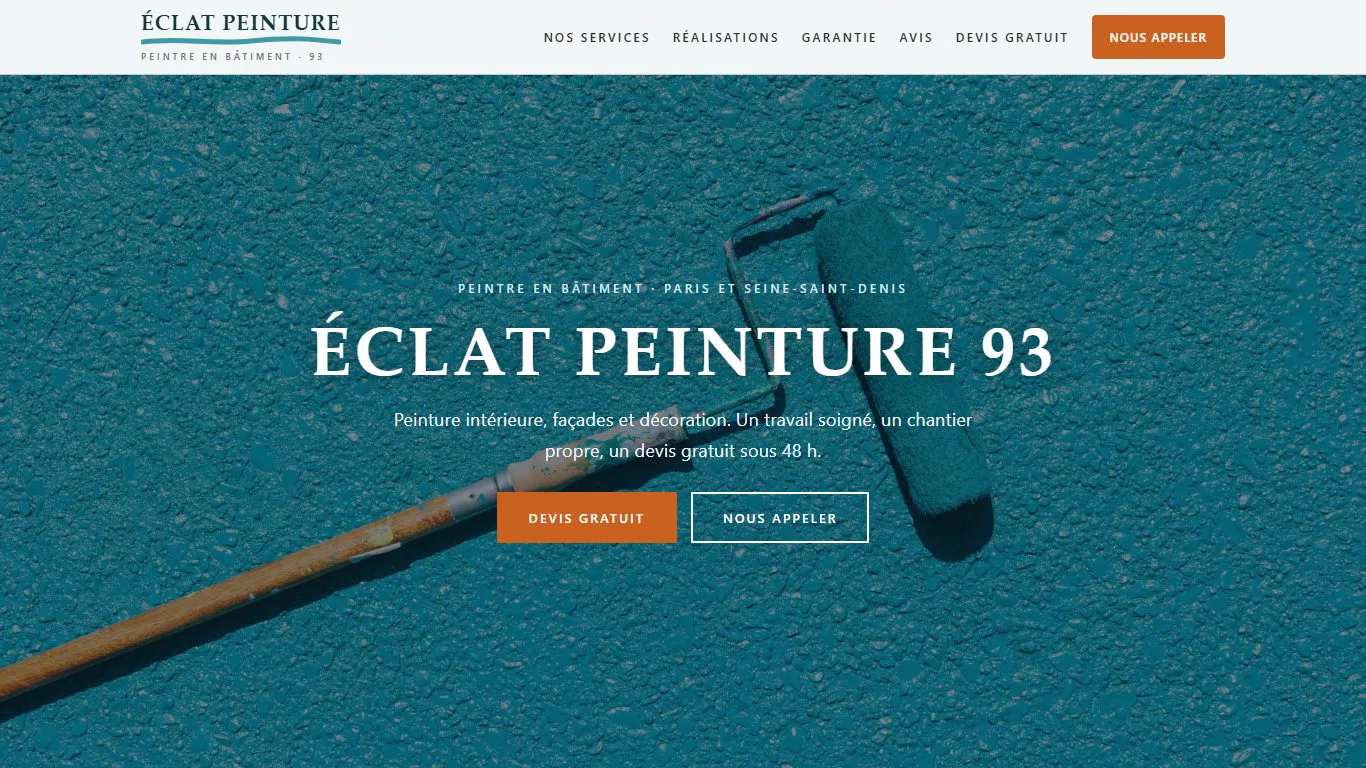 ÉCLAT PEINTURE
PEINTRE EN BÂTIMENT · 93
NOS SERVICES
RÉALISATIONS
GARANTIE
AVIS
DEVIS GRATUIT
NOUS APPELER
PEINTRE EN BÂTIMENT · PARIS ET SEINE-SAINT-DENIS
ÉCLAT PEINTURE 93
Peinture intérieure, façades et décoration. Un travail soigné, un chantier
propre, un devis gratuit sous 48 h.
DEVIS GRATUIT
NOUS APPELER